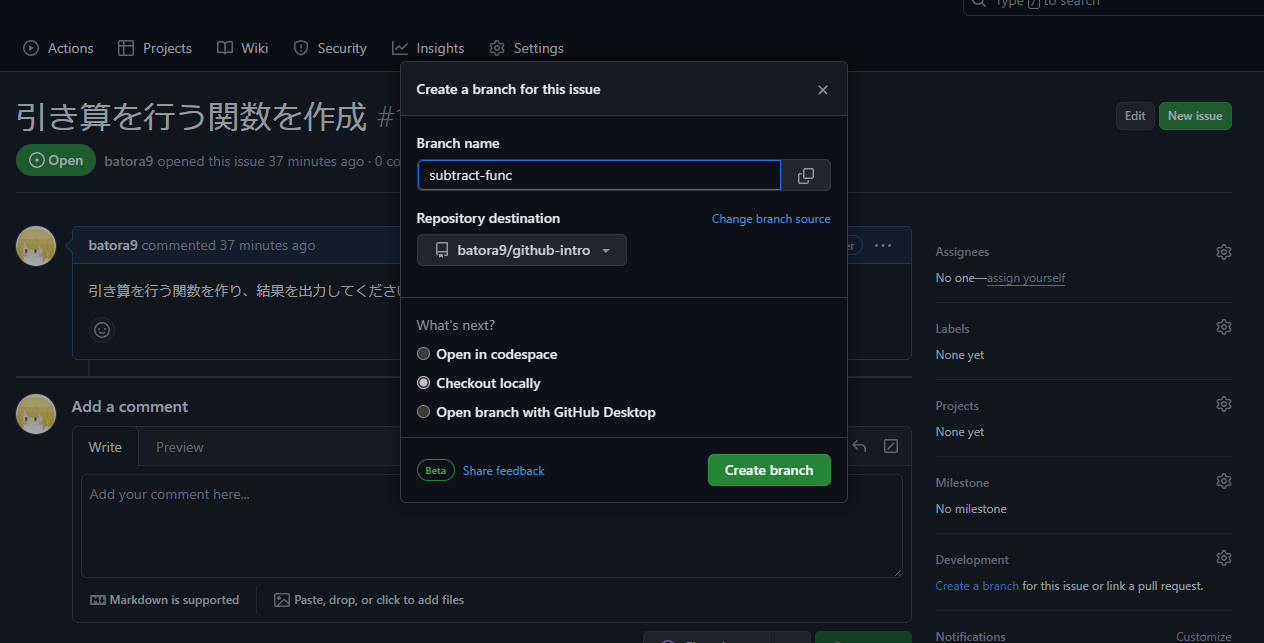 Type / to search
Actions Projects Wiki Security Insights Settings
引き算を行う関数を作成 #1
Edit New issue
Open batora9 opened this issue 37 minutes ago · 0 co
batora9 commented 37 minutes ago
引き算を行う関数を作り、結果を出力してください
Add a comment
Write Preview
Add your comment here...
Markdown is supported
Paste, drop, or click to add files
Create a branch for this issue
Branch name
subtract-func
Repository destination Change branch source
batora9/github-intro
What's next?
Open in codespace
Checkout locally
Open branch with GitHub Desktop
Beta Share feedback Create branch
Assignees
No one—assign yourself
Labels
None yet
Projects
None yet
Milestone
No milestone
Development
Create a branch for this issue or link a pull request.
Notifications Customize